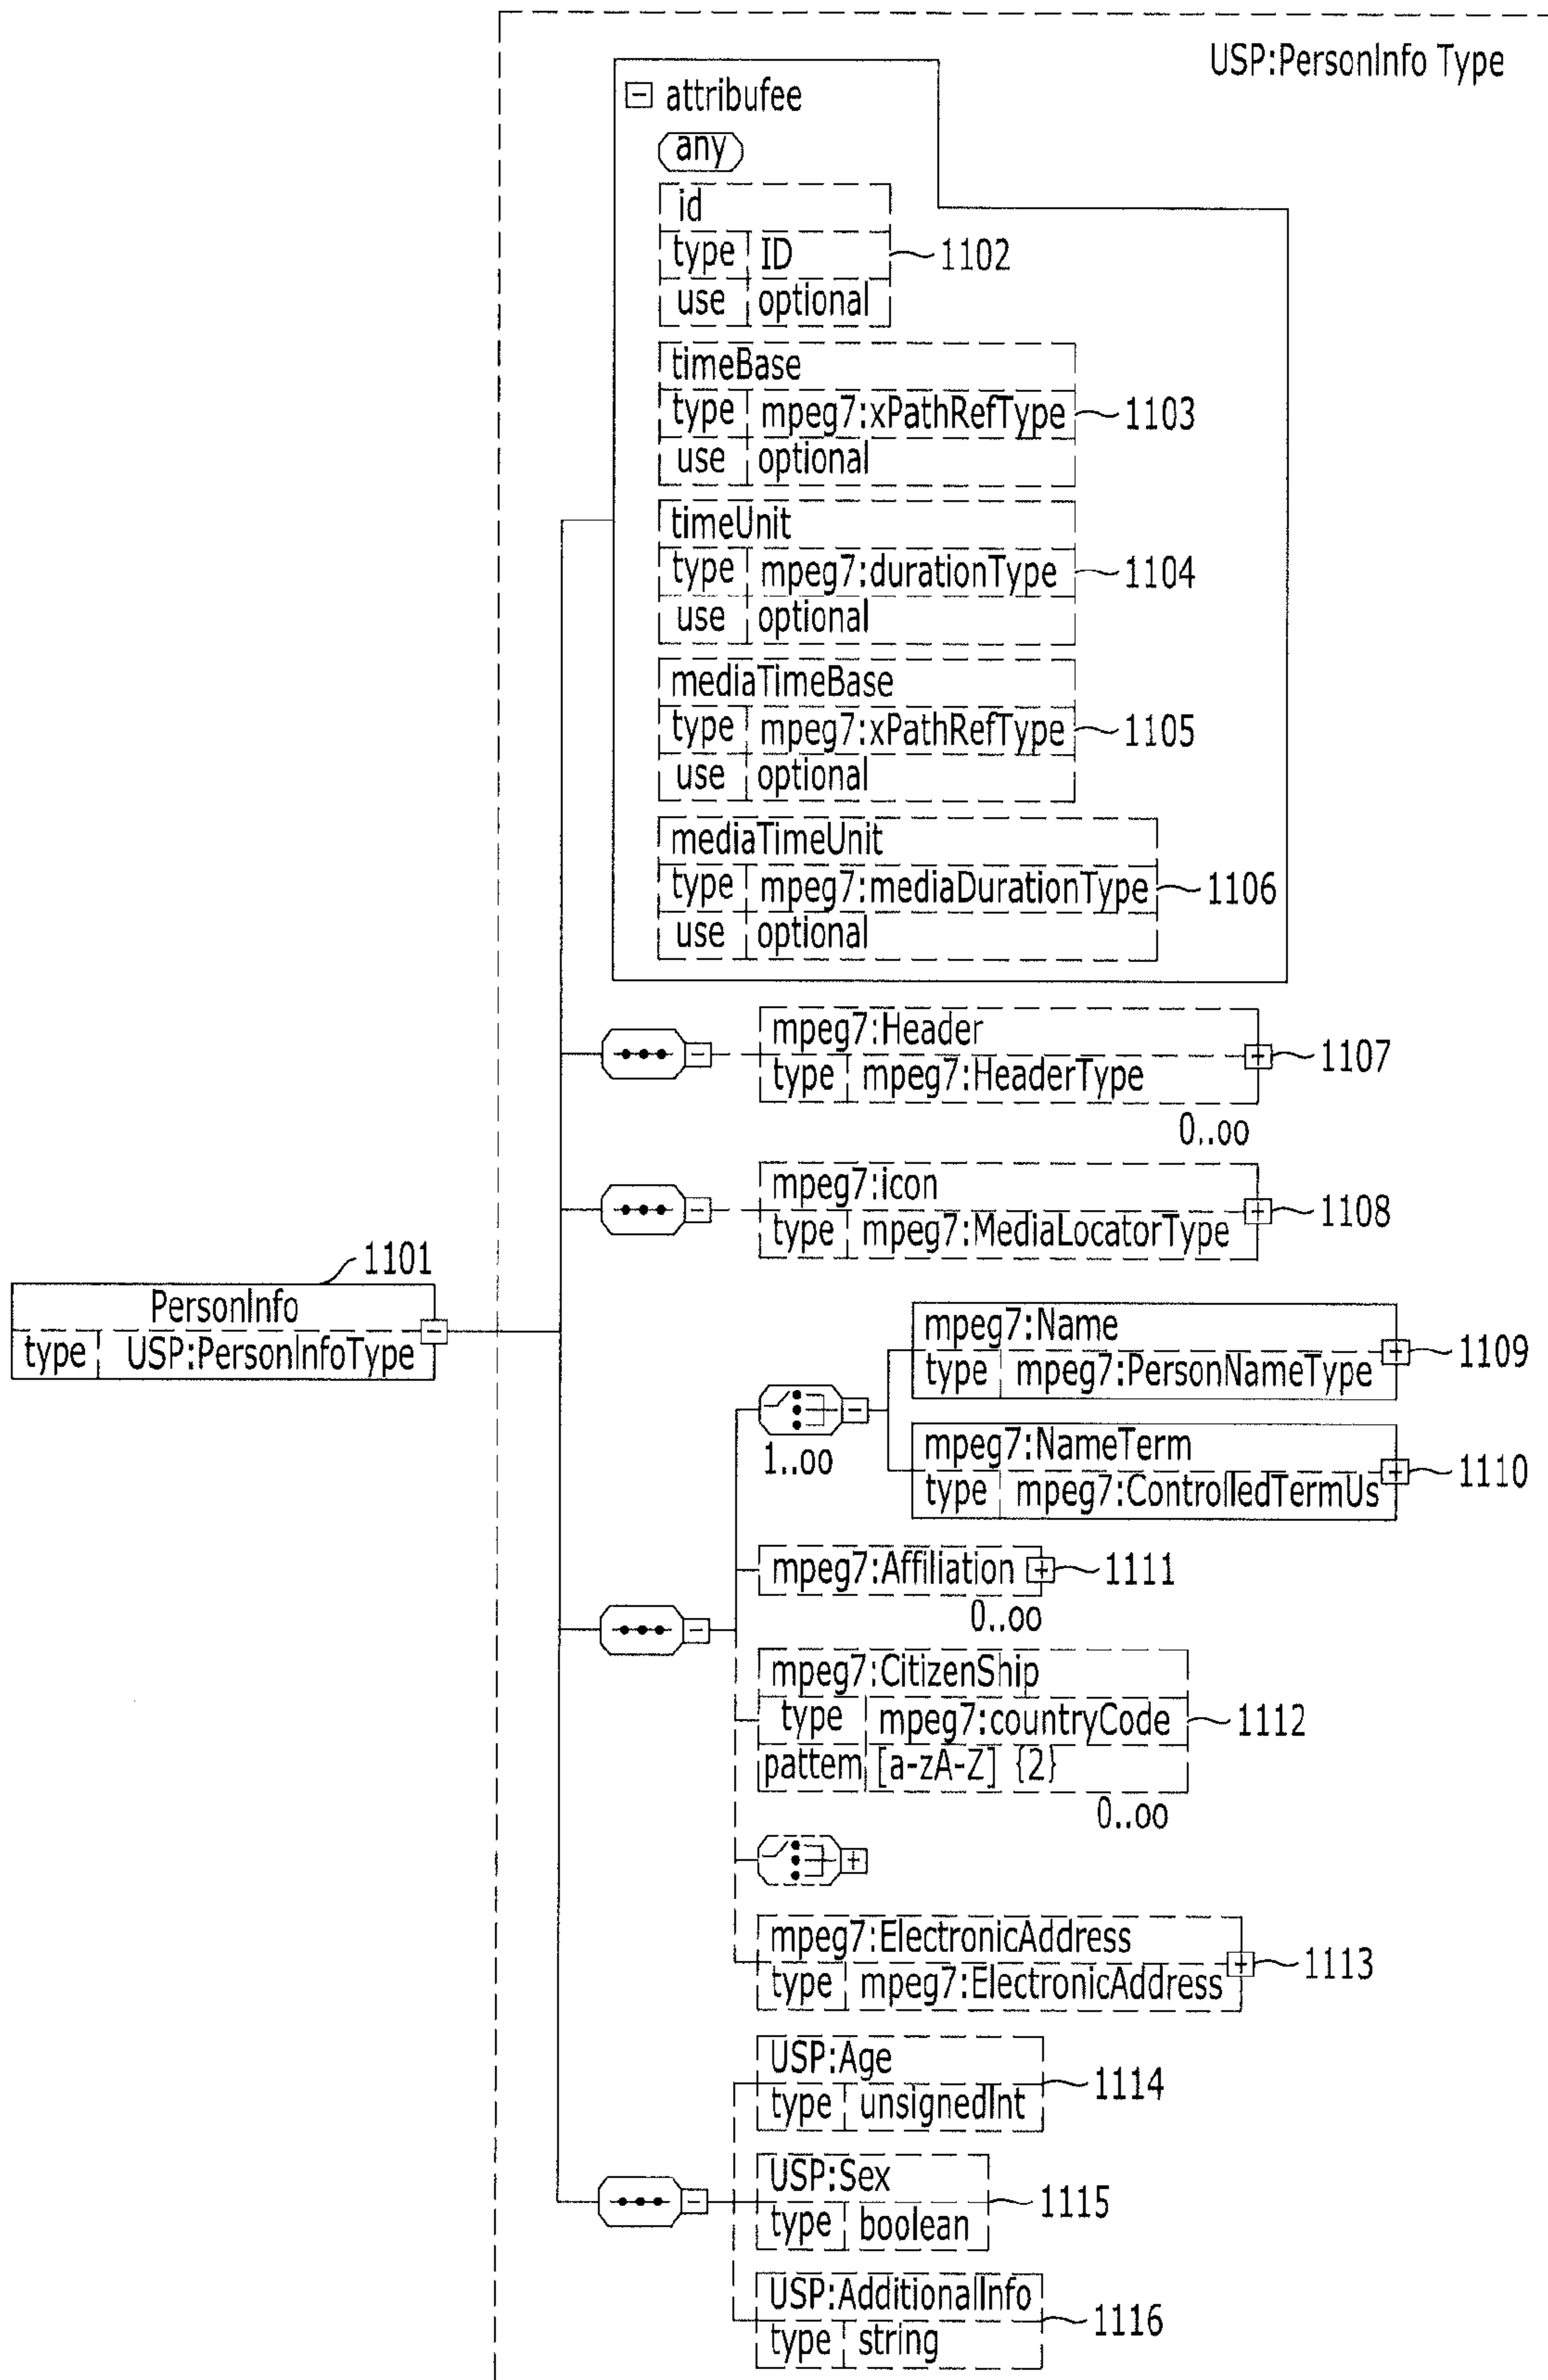 USP:PersonInfo Type
attribufee
any
id
type ID 1102
use optional
timeBase
type mpeg7:xPathRefType 1103
use optional
timeUnit
type mpeg7:durationType 1104
use optional
mediaTimeBase
type mpeg7:xPathRefType 1105
use optional
mediaTimeUnit
type mpeg7:mediaDurationType 1106
use optional
mpeg7:Header
type mpeg7:HeaderType 1107
0..oo
mpeg7:icon
type mpeg7:MediaLocatorType 1108
1101
PersonInfo
type USP:PersonInfoType
mpeg7:Name
type mpeg7:PersonNameType 1109
1..oo
mpeg7:NameTerm
type mpeg7:ControlledTermUs 1110
mpeg7:Affiliation 1111
0..oo
mpeg7:CitizenShip
type mpeg7:countryCode 1112
pattem [a-zA-Z] {2}
0..oo
mpeg7:ElectronicAddress
type mpeg7:ElectronicAddress 1113
USP:Age
type unsignedInt 1114
USP:Sex
type boolean 1115
USP:AdditionalInfo
type string 1116